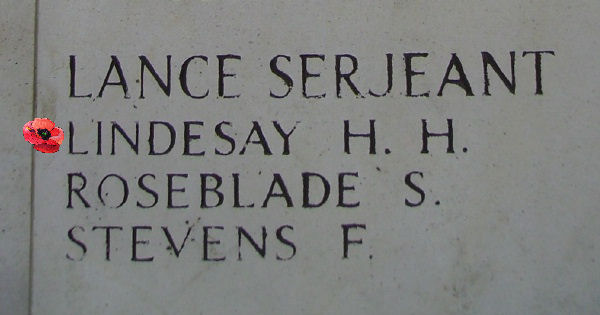 LANCE SERJEANT
LINDESAY H. H.
ROSEBLADE S.
STEVENS F.